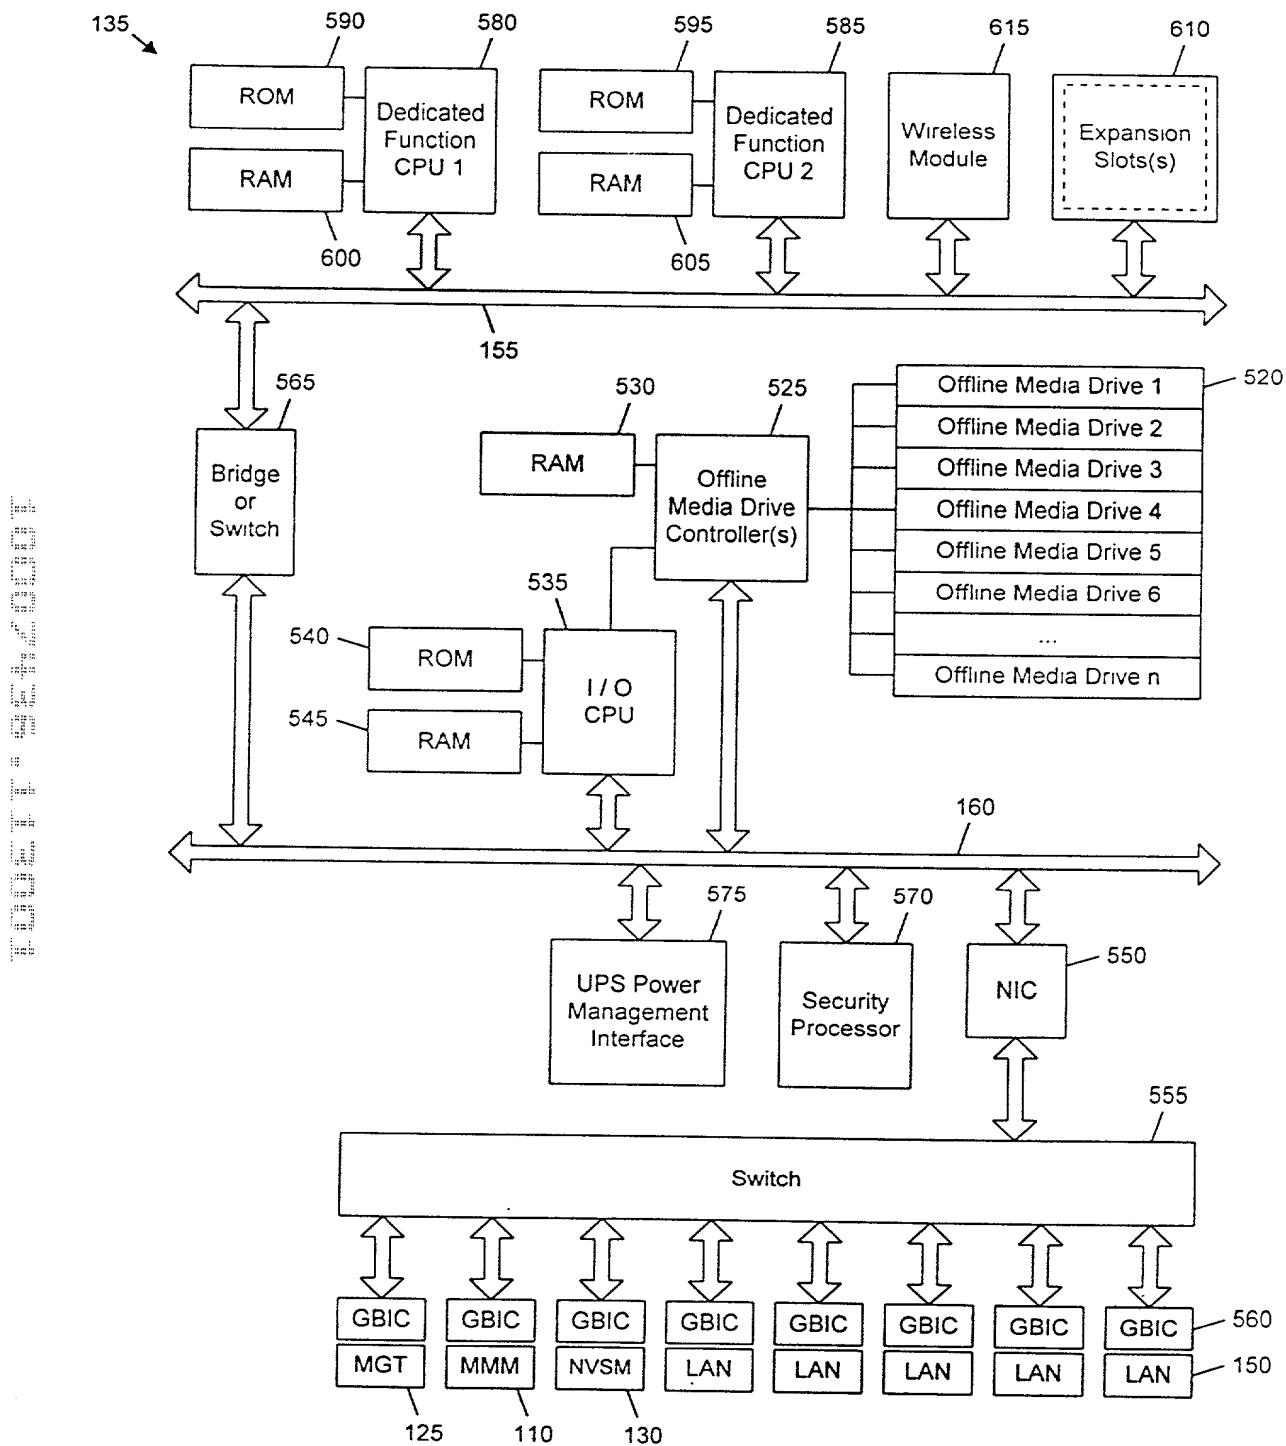 135
590
580
595
585
615
610
ROM
Dedicated
Function
CPU 1
RAM
600
ROM
Dedicated
Function
CPU 2
RAM
605
Wireless
Module
Expansion
Slots(s)
155
565
Bridge
or
Switch
530
525
RAM
Offline
Media Drive
Controller(s)
Offline Media Drive 1
520
Offline Media Drive 2
Offline Media Drive 3
Offline Media Drive 4
Offline Media Drive 5
Offline Media Drive 6
...
Offline Media Drive n
535
540
ROM
I / O
CPU
545
RAM
160
575
570
550
UPS Power
Management
Interface
Security
Processor
NIC
555
Switch
GBIC GBIC GBIC GBIC GBIC GBIC GBIC GBIC 560
MGT MMM NVSM LAN LAN LAN LAN LAN 150
125 110 130